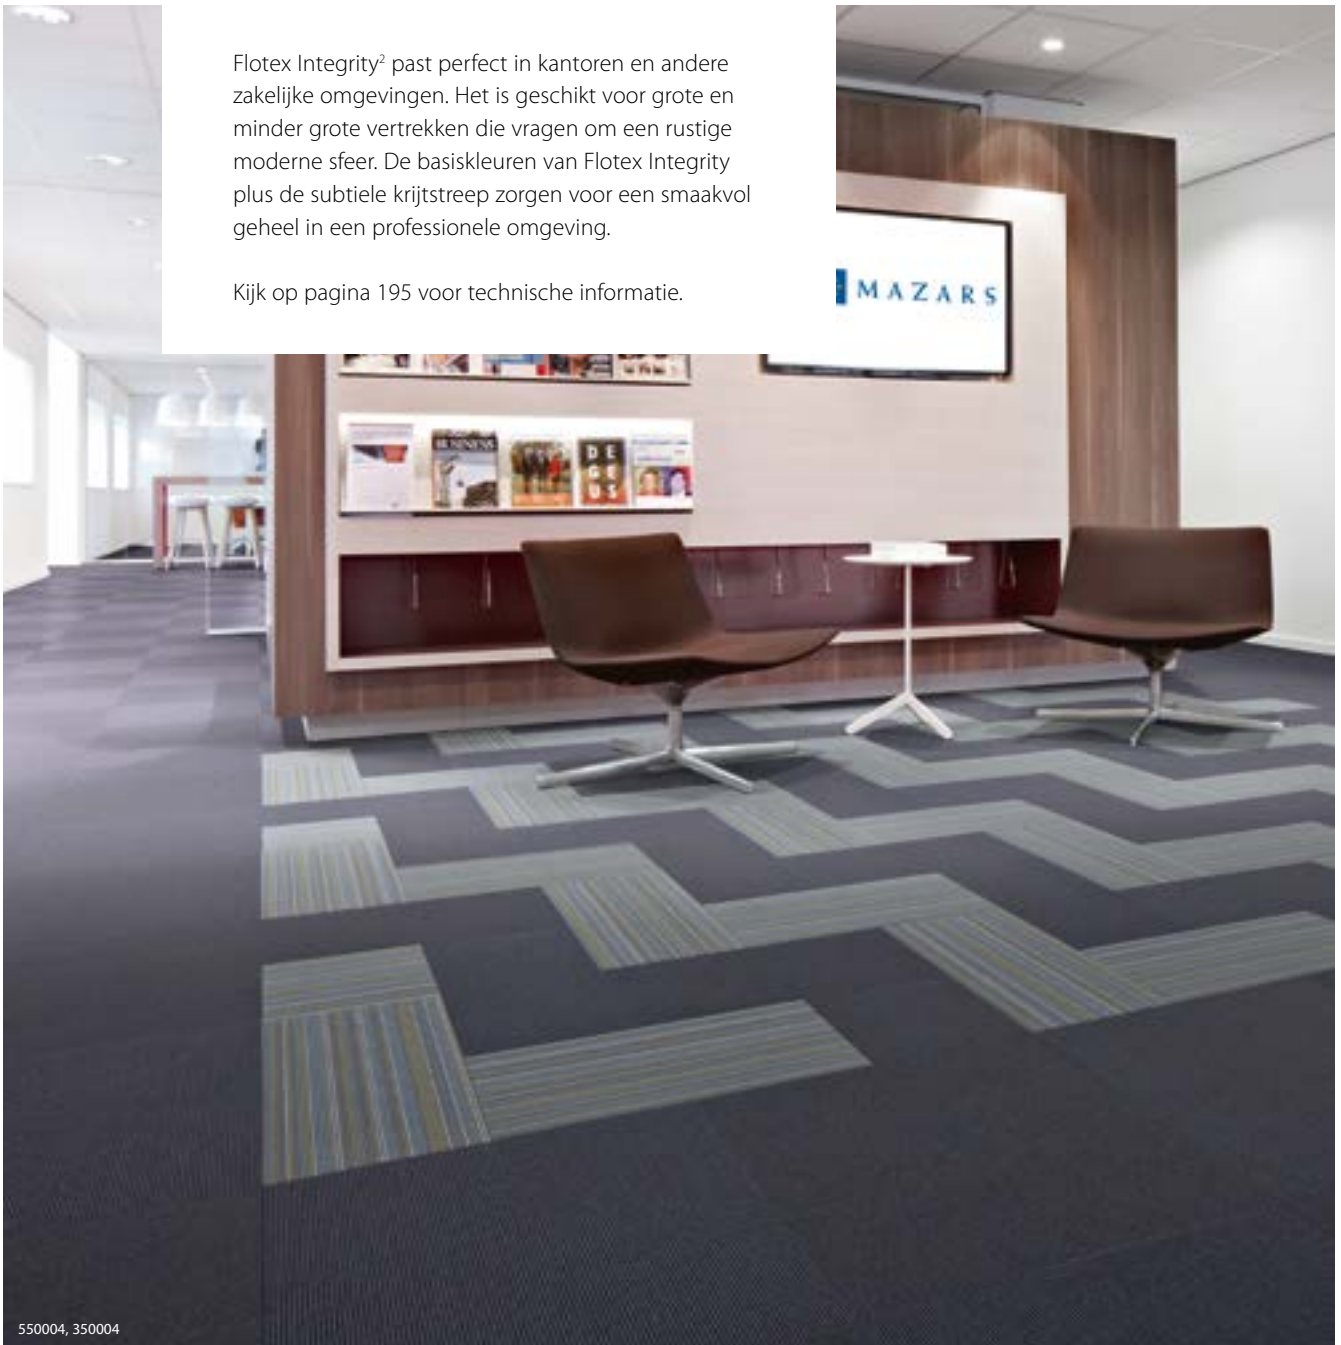 Flotex Integrity² past perfect in kantoren en andere
zakelijke omgevingen. Het is geschikt voor grote en
minder grote vertrekken die vragen om een rustige
moderne sfeer. De basiskleuren van Flotex Integrity
plus de subtiele krijtstreep zorgen voor een smaakvol
geheel in een professionele omgeving.
Kijk op pagina 195 voor technische informatie.
MAZARS
BUSINESS
DE
GE
US
550004, 350004